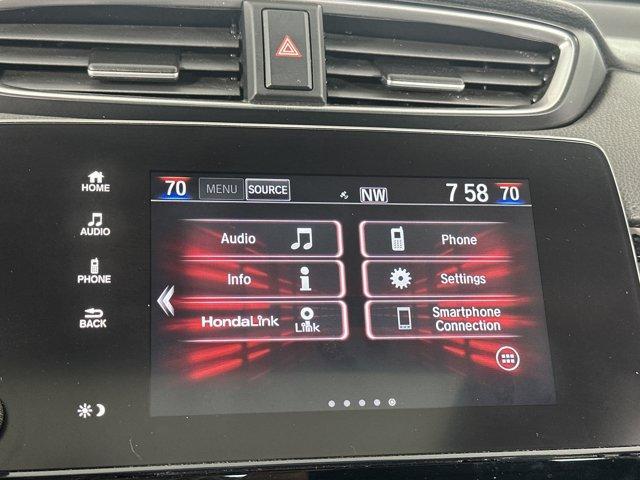 70 MENU SOURCE NW 7 58 70
HOME
AUDIO
PHONE
BACK
Audio
Phone
Info
Settings
HondaLink
Link
Smartphone
Connection